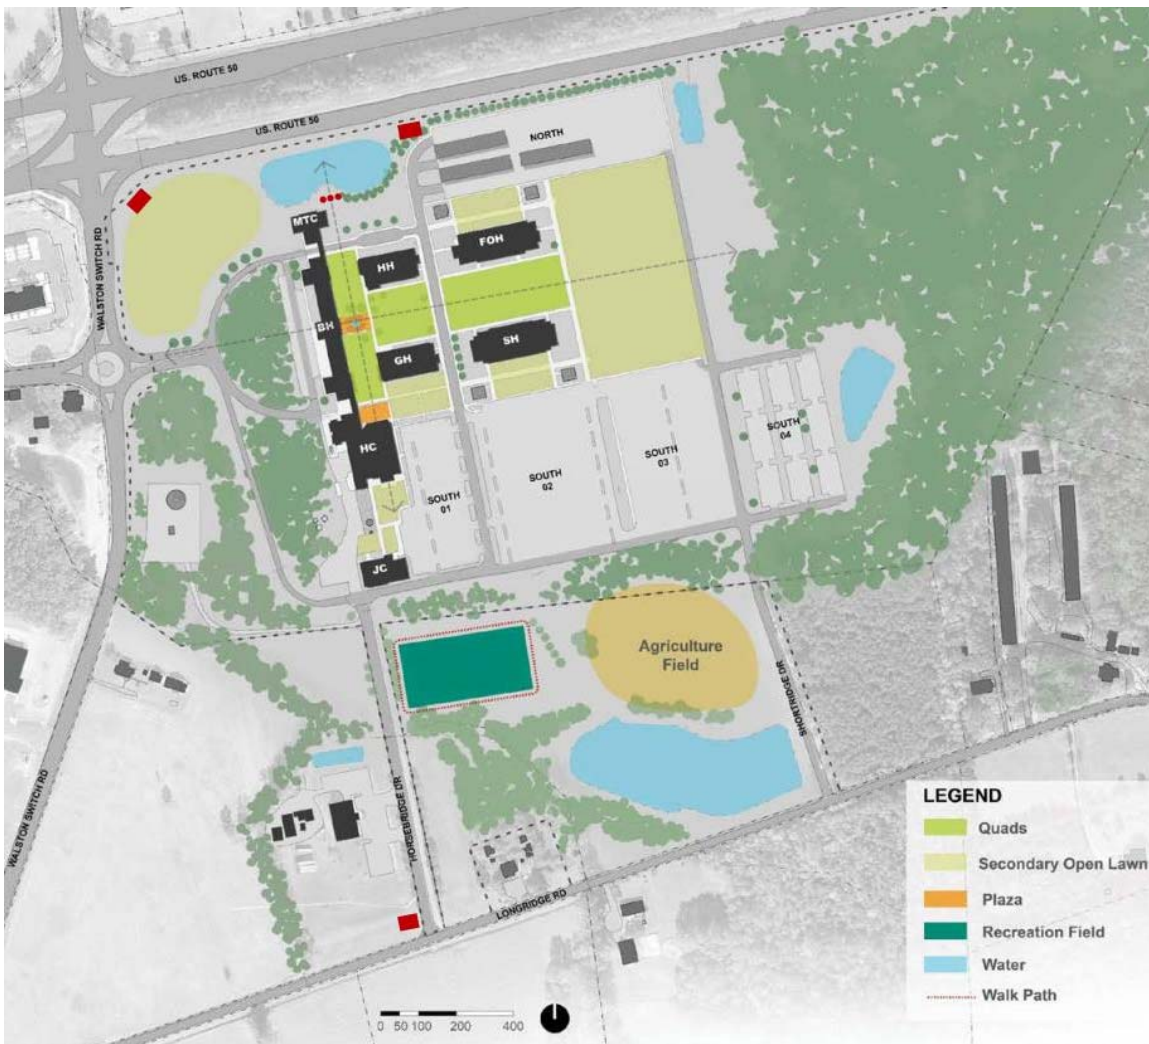 US. ROUTE 50
US. ROUTE 50
NORTH
WALSTON SWITCH RD
MTC
FOH
HH
BH
SH
GH
HC
SOUTH
01
SOUTH
02
SOUTH
03
SOUTH
04
JC
Agriculture
Field
SHORTRIDGE DR
HORSEBRIDGE DR
WALSTON SWITCH RD
LONGRIDGE RD
LEGEND
Quads
Secondary Open Lawn
Plaza
Recreation Field
Water
Walk Path
0 50 100 200 400